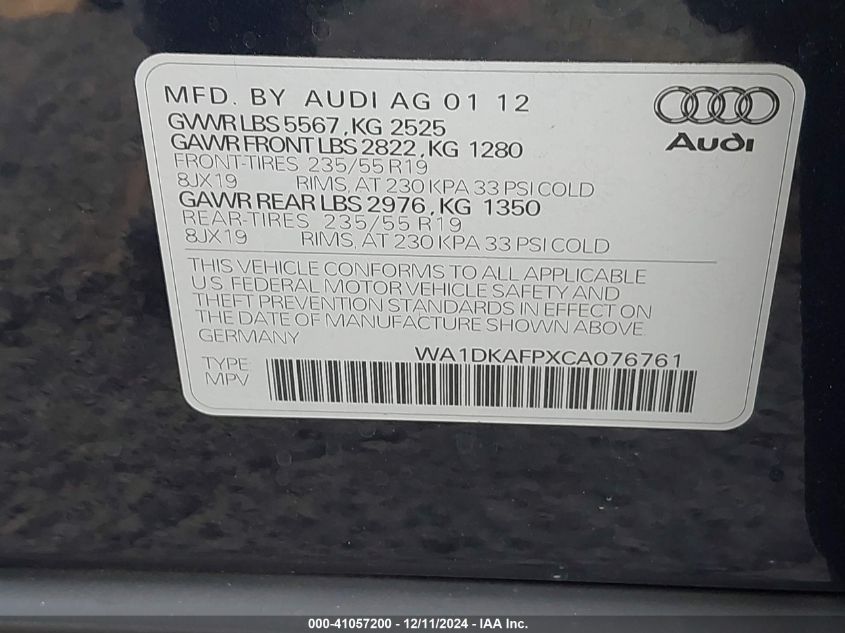 MFD. BY AUDI AG 01 12
GVWR LBS 5567, KG 2525
GAWR FRONT LBS 2822, KG 1280
FRONT-TIRES 235/55 R19
8JX19 RIMS, AT 230 KPA 33 PSI COLD
GAWR REAR LBS 2976, KG 1350
REAR-TIRES 235/55 R19
8JX19 RIMS, AT 230 KPA 33 PSI COLD
Audi
THIS VEHICLE CONFORMS TO ALL APPLICABLE
U.S. FEDERAL MOTOR VEHICLE SAFETY AND
THEFT PREVENTION STANDARDS IN EFFECT ON
THE DATE OF MANUFACTURE SHOWN ABOVE
GERMANY
WA1DKAFPXCA076761
TYPE:
MPV
000-41057200 - 12/11/2024 - IAA Inc.